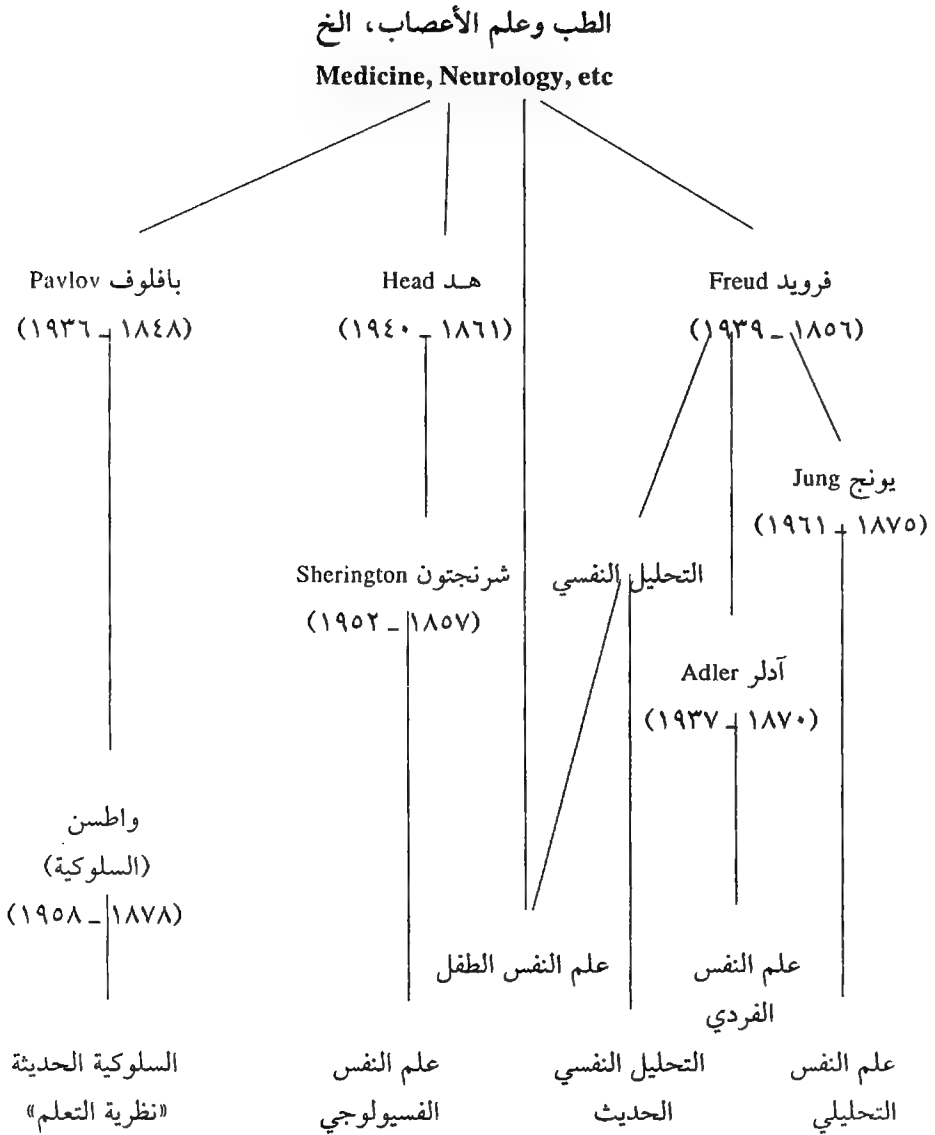 الطب وعلم الأعصاب، الخ
Medicine, Neurology, etc
فرويد Freud
(١٨٥٦ _ ١٩٣٩)
هـد Head
(١٨٦١ _ ١٩٤٠)
بافلوف Pavlov
(١٨٤٨ _ ١٩٣٦)
يونج Jung
(١٨٧٥ _ ١٩٦١)
التحليل النفسي
شرنجتون Sherington
(١٨٥٧ _ ١٩٥٢)
آدلر Adler
(١٨٧٠ _ ١٩٣٧)
واطسن
(السلوكية)
(١٨٧٨ _ ١٩٥٨)
علم النفس
الفردي
علم النفس الطفل
علم النفس
التحليلي
التحليل النفسي
الحديث
علم النفس
الفسيولوجي
السلوكية الحديثة
«نظرية التعلم»